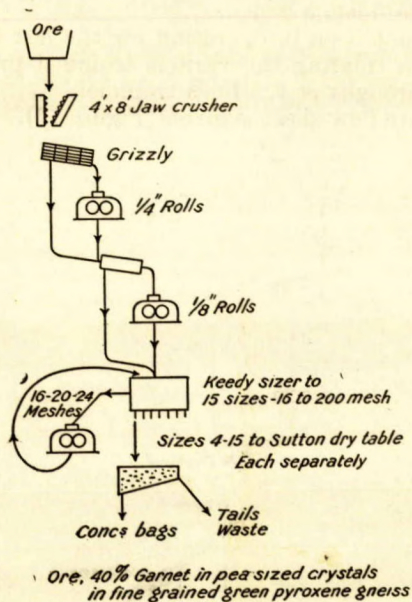 Ore
4 x 8" Jaw crusher
Grizzly
1/4" Rolls
1/8" Rolls
16-20-24
Meshes
Keedy sizer to
15 sizes -16 to 200 mesh
Sizes 4-15 to Sutton dry table
Each separately
Concs bags
Tails
Waste
Ore, 40% Garnet in pea sized crystals
in fine grained green pyroxene gneiss